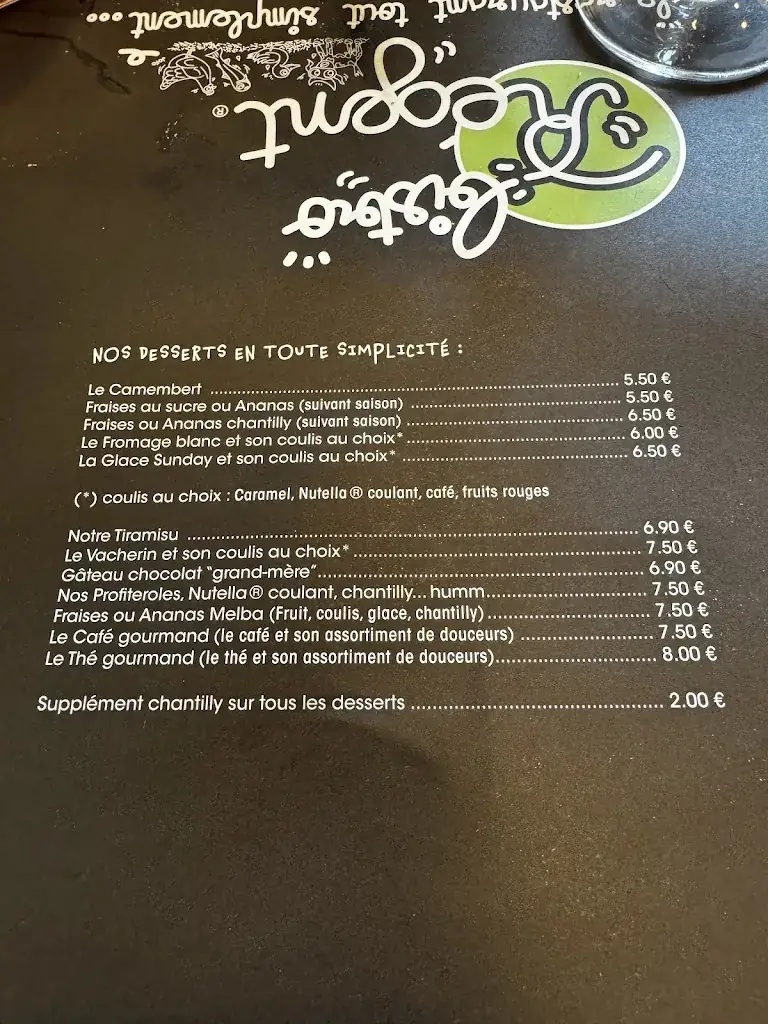 le restaurant tout simplement ...
Régent®
bistro
NOS DESSERTS EN TOUTE SIMPLICITÉ :
Le Camembert ........ 5.50 €
Fraises au sucre ou Ananas (suivant saison) ........ 5.50 €
Fraises ou Ananas chantilly (suivant saison) ........ 6.50 €
Le Fromage blanc et son coulis au choix* ........ 6.00 €
La Glace Sunday et son coulis au choix* ........ 6.50 €
(*) coulis au choix : Caramel, Nutella® coulant, café, fruits rouges
Notre Tiramisu ........ 6.90 €
Le Vacherin et son coulis au choix* ........ 7.50 €
Gâteau chocolat "grand-mère" ........ 6.90 €
Nos Profiteroles, Nutella® coulant, chantilly... humm ........ 7.50 €
Fraises ou Ananas Melba (Fruit, coulis, glace, chantilly) ........ 7.50 €
Le Café gourmand (le café et son assortiment de douceurs) ........ 7.50 €
Le Thé gourmand (le thé et son assortiment de douceurs) ........ 8.00 €
Supplément chantilly sur tous les desserts ........ 2.00 €